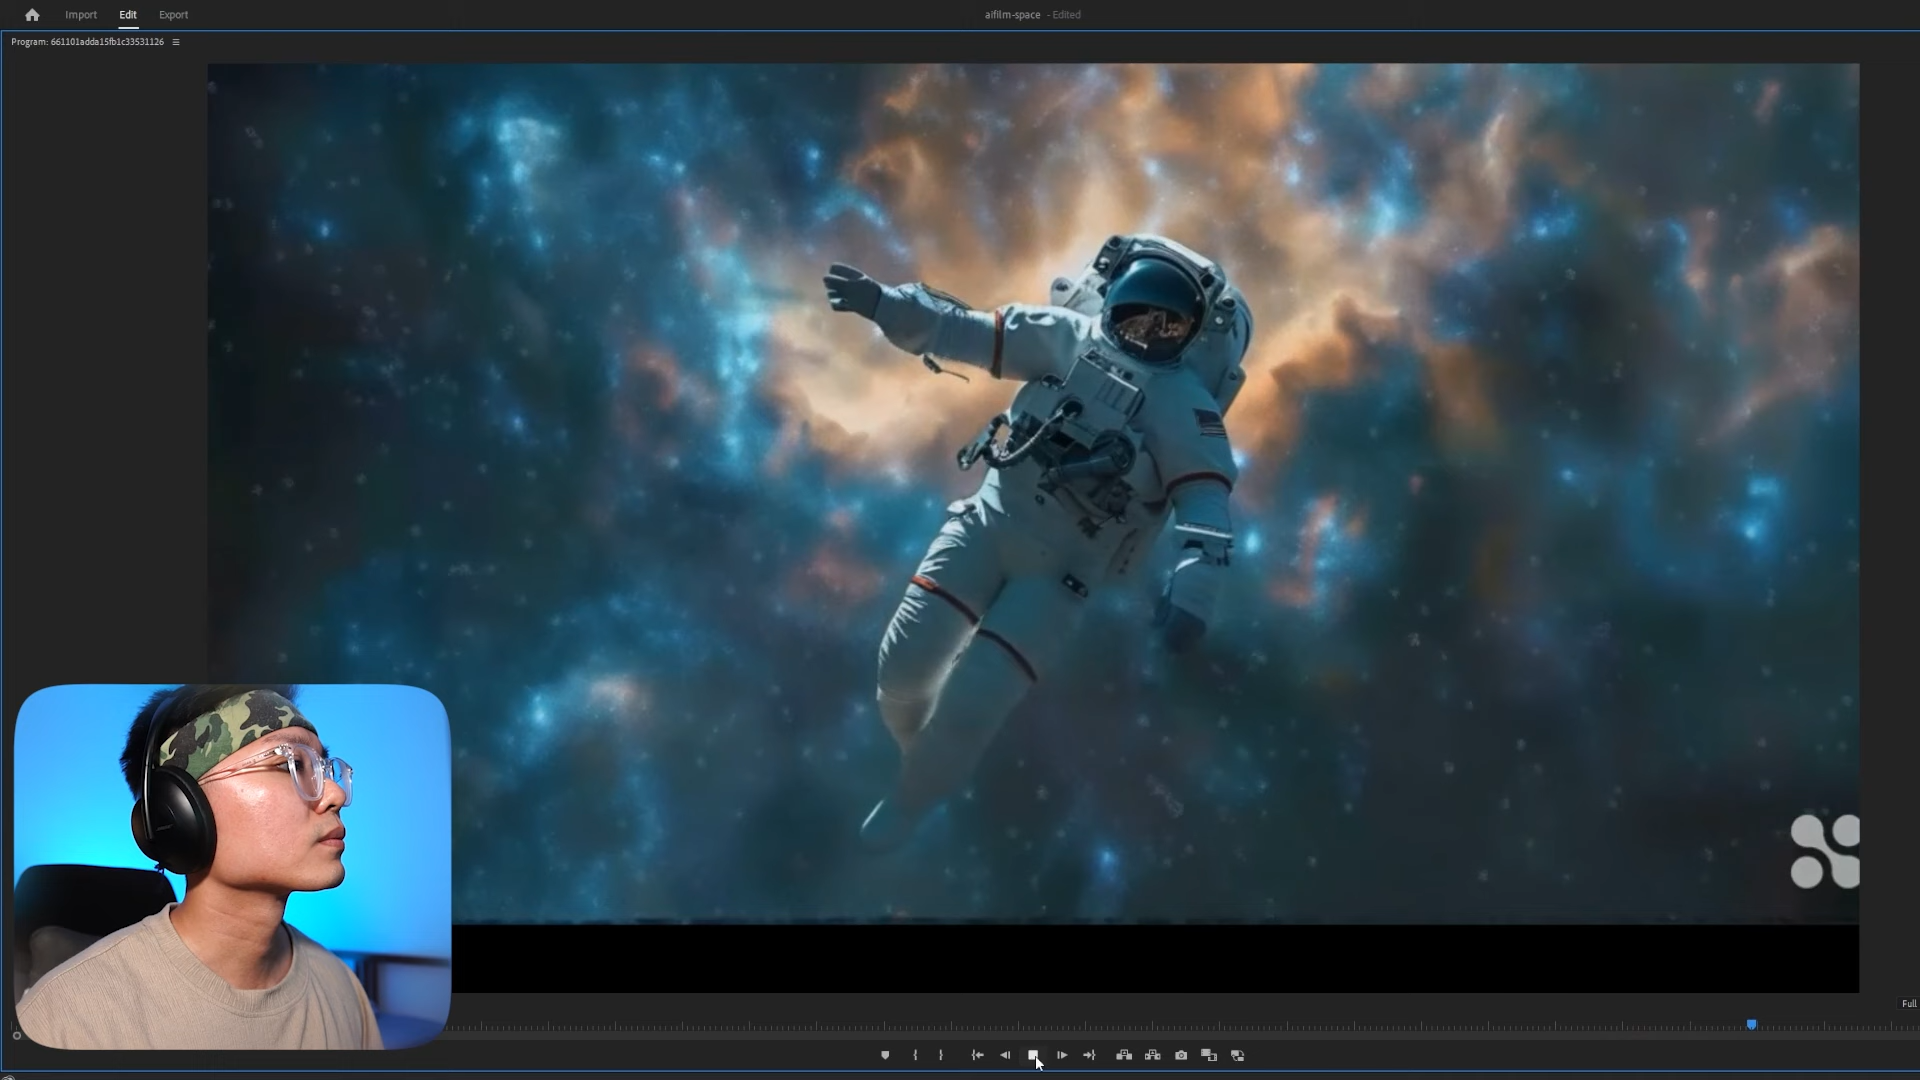 Import Edit Export aifilm-space - Edited
Program: 661101adda15fb1c33531126
Full